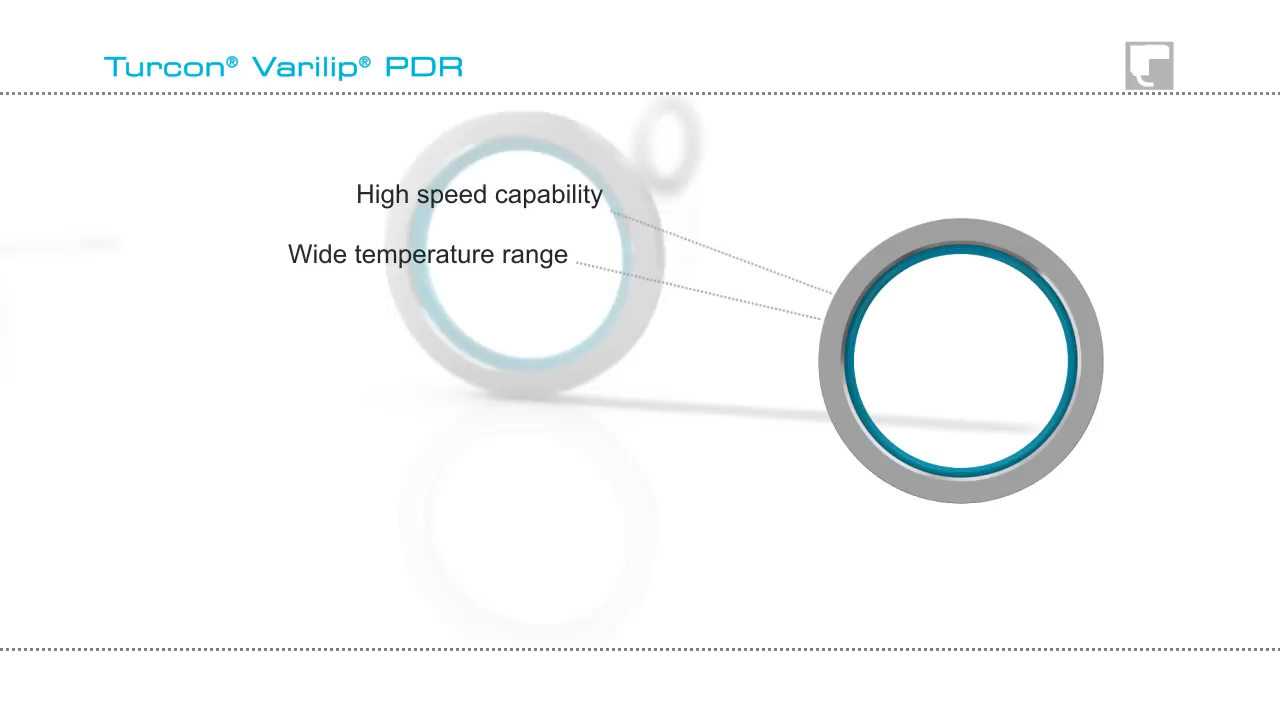 Turcon® Varilip® PDR
High speed capability
Wide temperature range